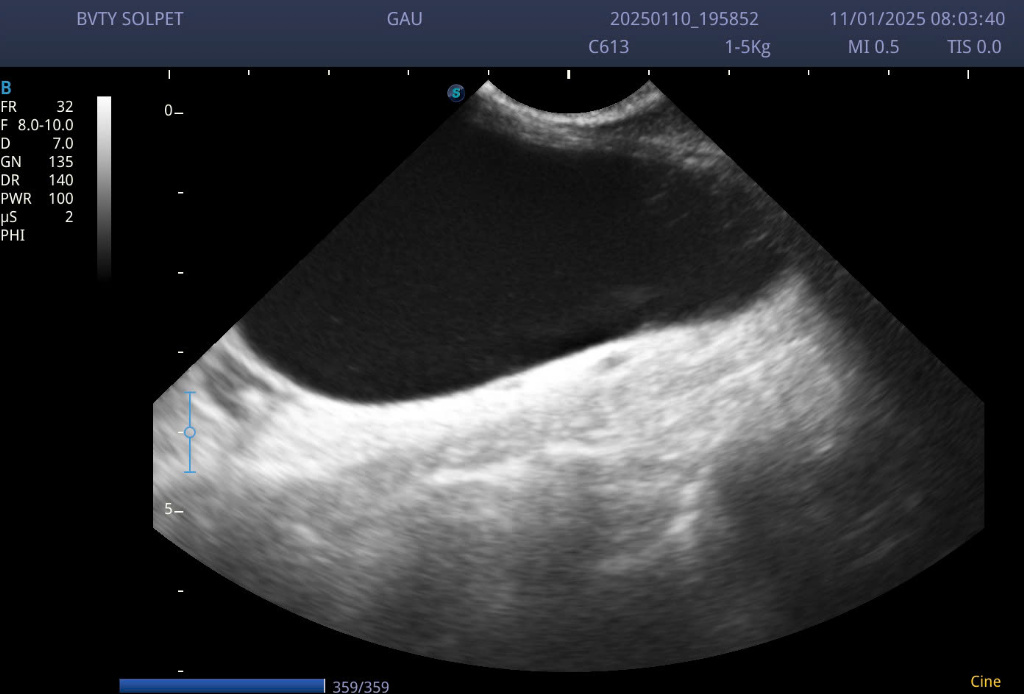 BVTY SOLPET GAU 20250110_195852 11/01/2025 08:03:40
C613 1-5Kg MI 0.5 TIS 0.0
B
FR 32
F 8.0-10.0
D 7.0
GN 135
DR 140
PWR 100
µS 2
PHI
S
0
5
359/359
Cine